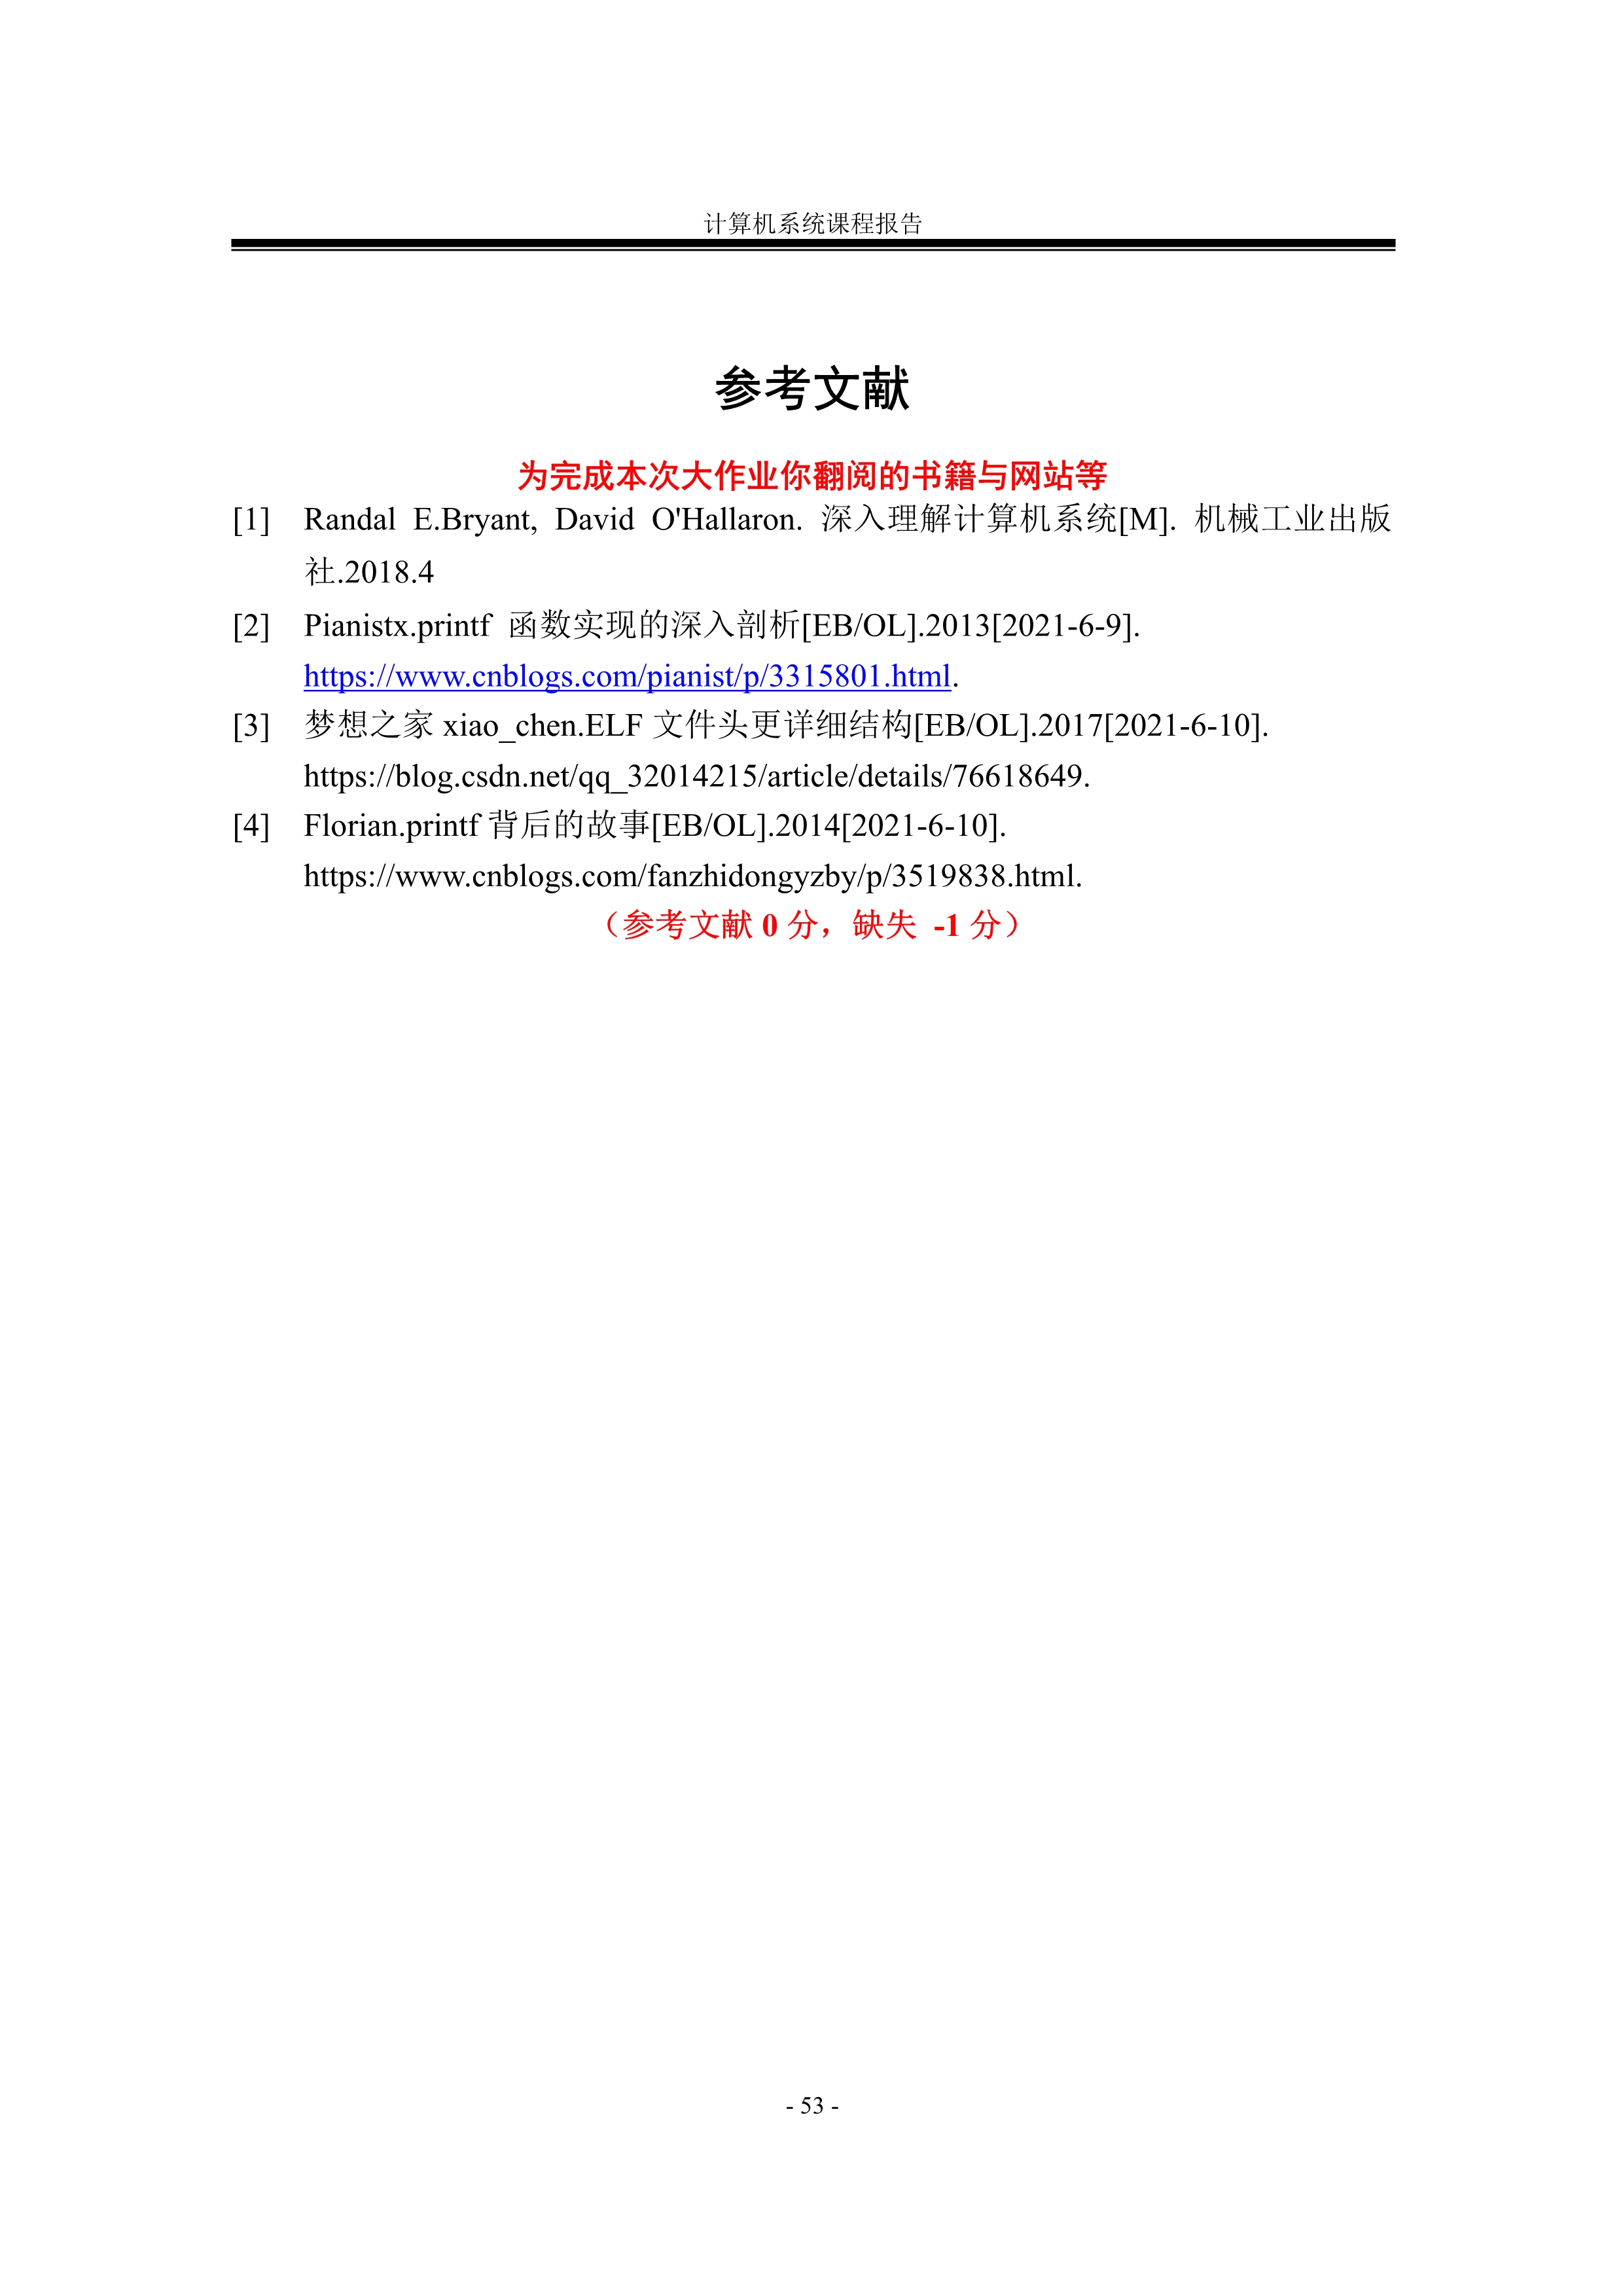 计算机系统课程报告
参考文献
为完成本次大作业你翻阅的书籍与网站等
[1] Randal E.Bryant, David O'Hallaron. 深入理解计算机系统[M]. 机械工业出版
社.2018.4
[2] Pianistx.printf 函数实现的深入剖析[EB/OL].2013[2021-6-9].
https://www.cnblogs.com/pianist/p/3315801.html.
[3] 梦想之家 xiao_chen.ELF 文件头更详细结构[EB/OL].2017[2021-6-10].
https://blog.csdn.net/qq_32014215/article/details/76618649.
[4] Florian.printf 背后的故事[EB/OL].2014[2021-6-10].
https://www.cnblogs.com/fanzhidongyzby/p/3519838.html.
（参考文献 0 分，缺失 -1 分）
- 53 -